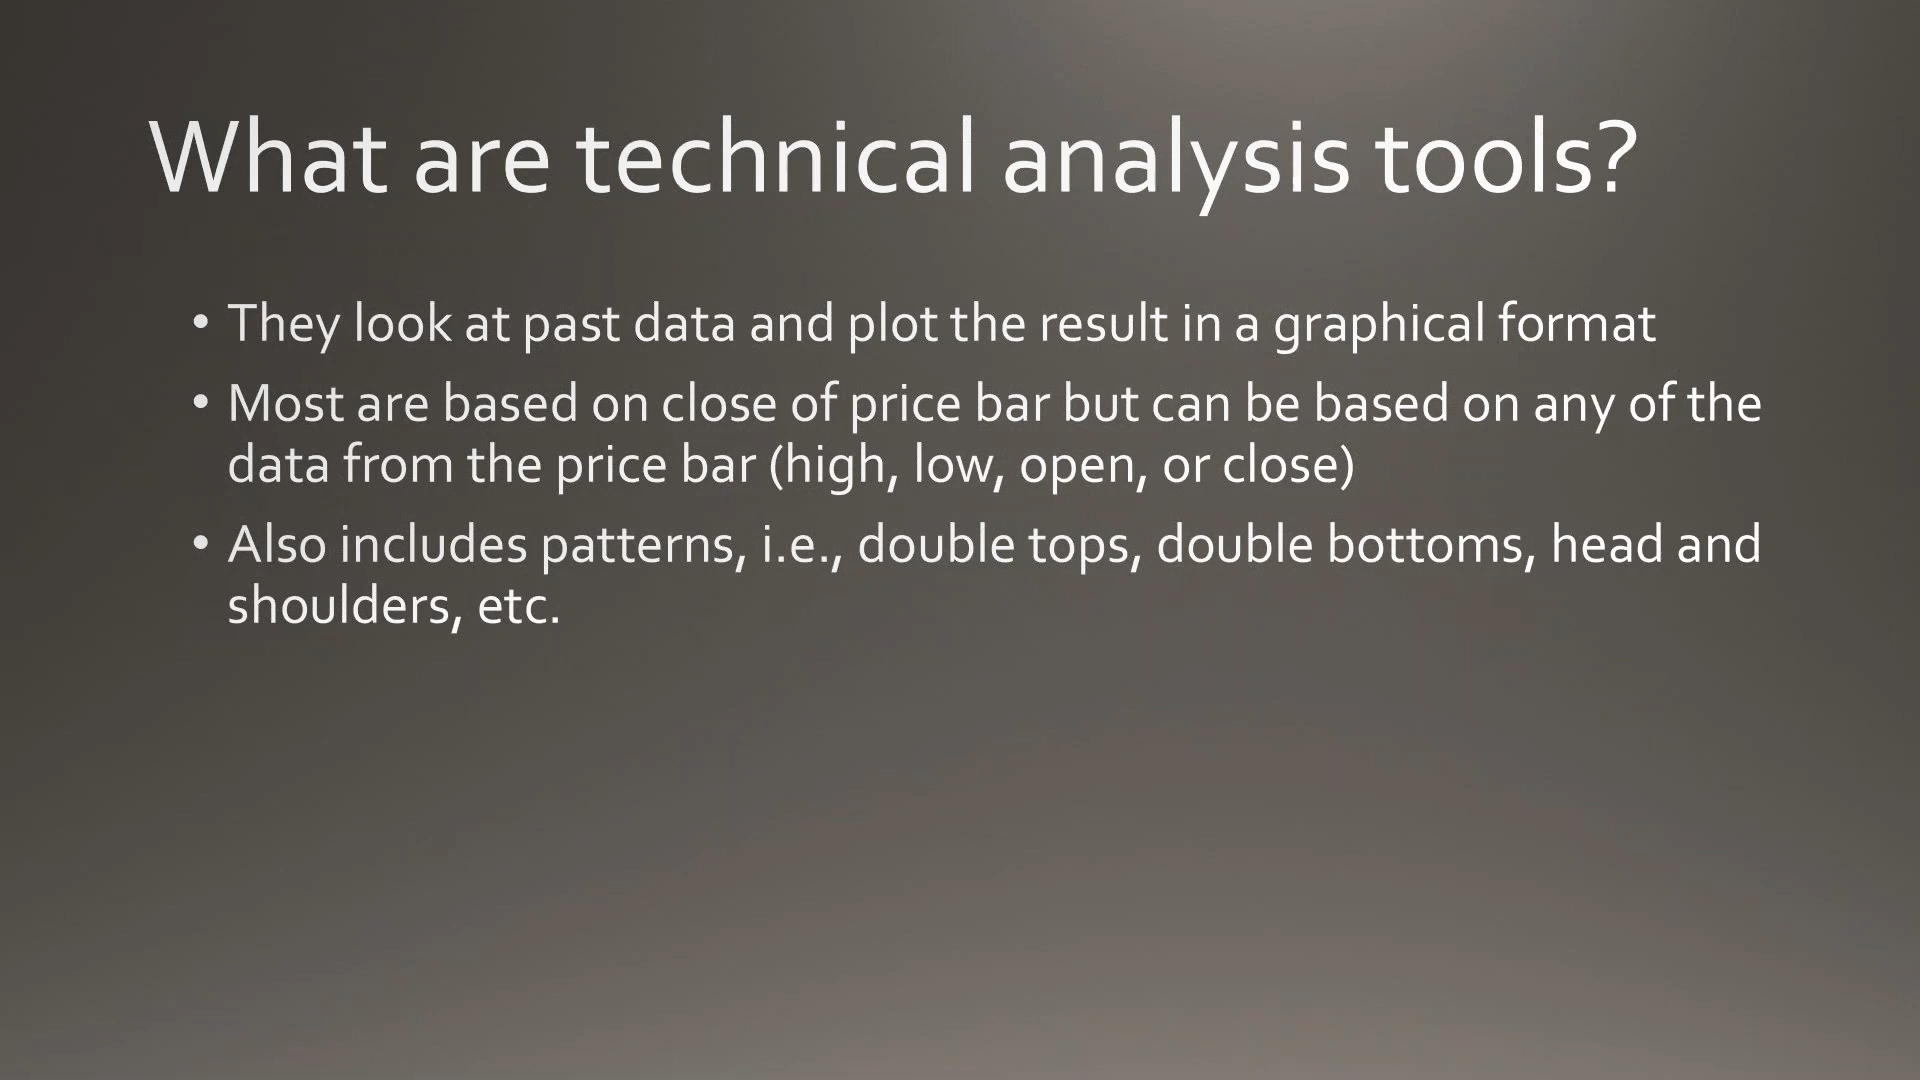 What are technical analysis tools?
• They look at past data and plot the result in a graphical format
• Most are based on close of price bar but can be based on any of the
data from the price bar (high, low, open, or close)
• Also includes patterns, i.e., double tops, double bottoms, head and
shoulders, etc.